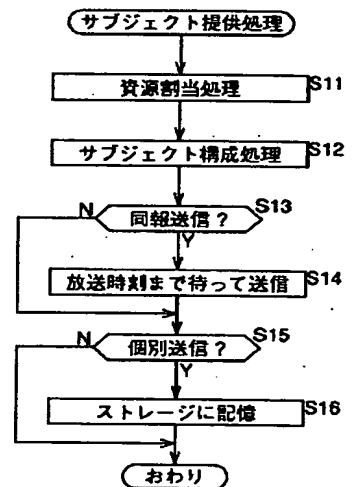 サブジェクト提供処理
資源割当処理 S11
サブジェクト構成処理 S12
同報送信? S13
N
Y
放送時刻まで待って送信 S14
個別送信? S15
N
Y
ストレージに記憶 S16
おわり